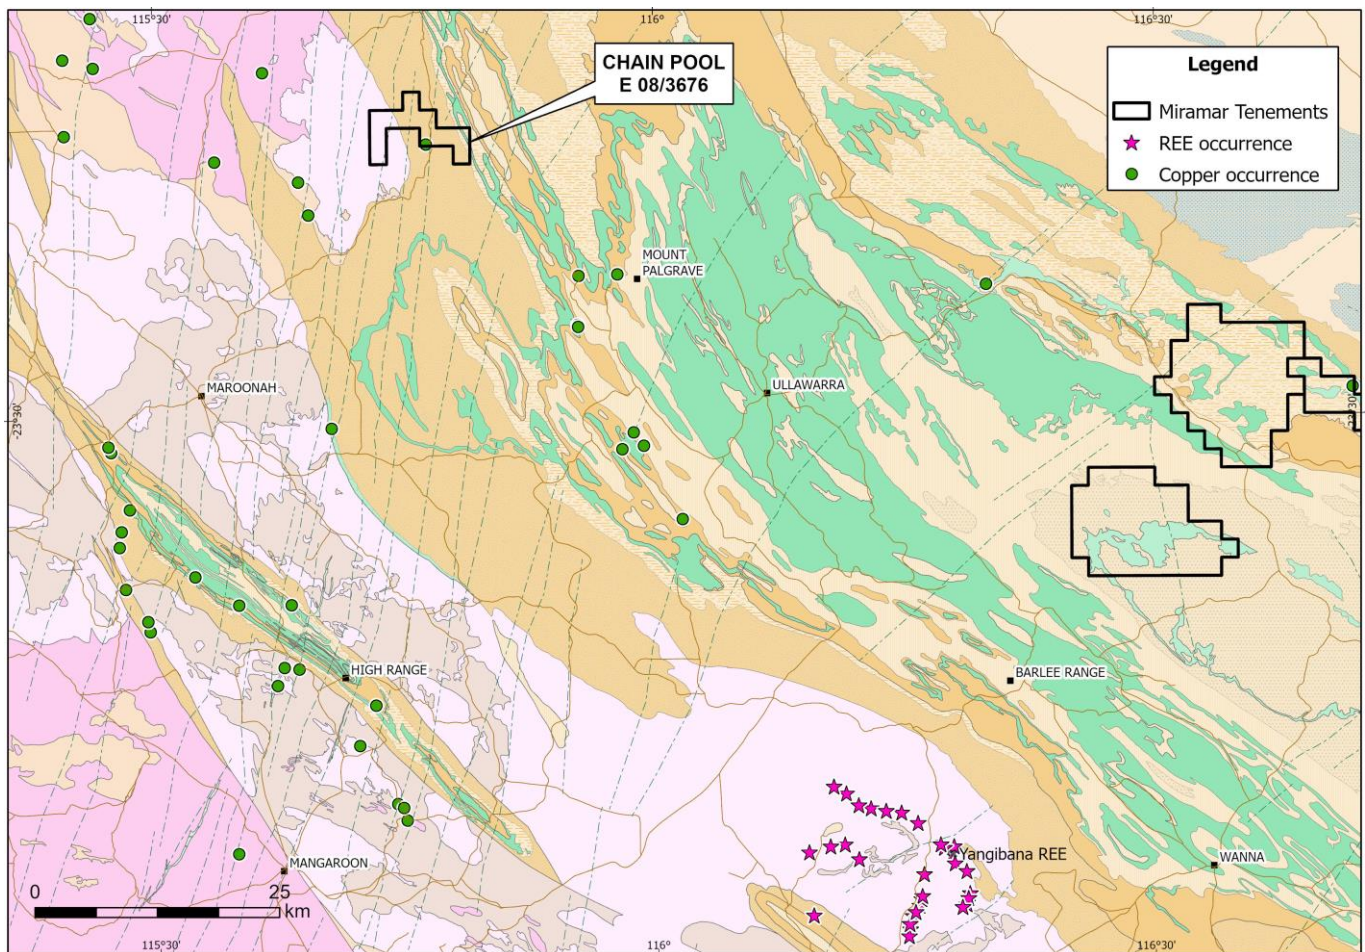 115°30'
116°
116°30'
CHAIN POOL
E 08/3676
Legend
Miramar Tenements
REE occurrence
Copper occurrence
MOUNT
PALGRAVE
MAROONAH
ULLAWARRA
-23°30'
-23°30'
HIGH RANGE
BARLEE RANGE
Yangibana REE
WANNA
MANGAROON
0 25
km
115°30'
116°
116°30'